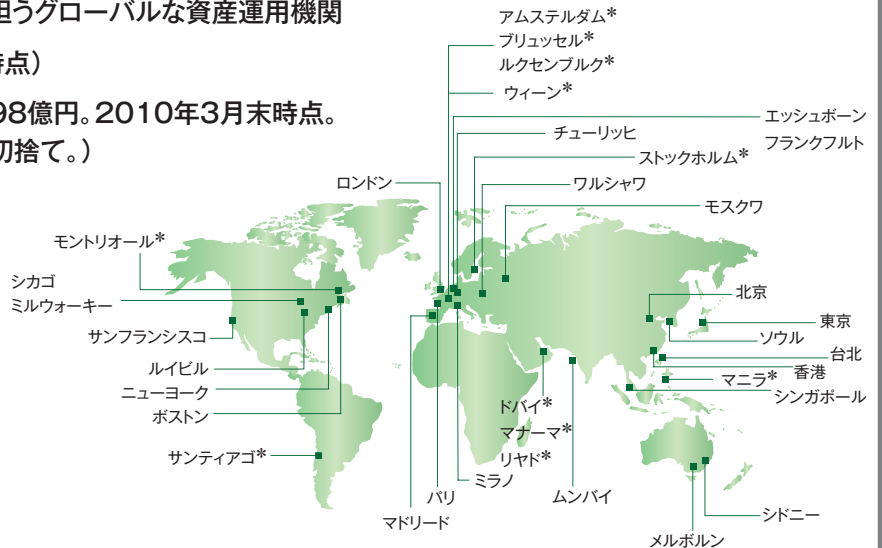 担うグローバルな資産運用機関
時点）
98億円。2010年3月末時点。
切捨て。）
アムステルダム*
ブリュッセル*
ルクセンブルク*
ウィーン*
エッシュボーン
フランクフルト
チューリッヒ
ストックホルム*
ロンドン
ワルシャワ
モスクワ
モントリオール*
シカゴ
ミルウォーキー
サンフランシスコ
ルイビル
ニューヨーク
ボストン
サンティアゴ*
北京
東京
ソウル
台北
香港
マニラ*
シンガポール
ドバイ*
マナーマ*
リヤド*
ミラノ
パリ
マドリード
ムンバイ
シドニー
メルボルン